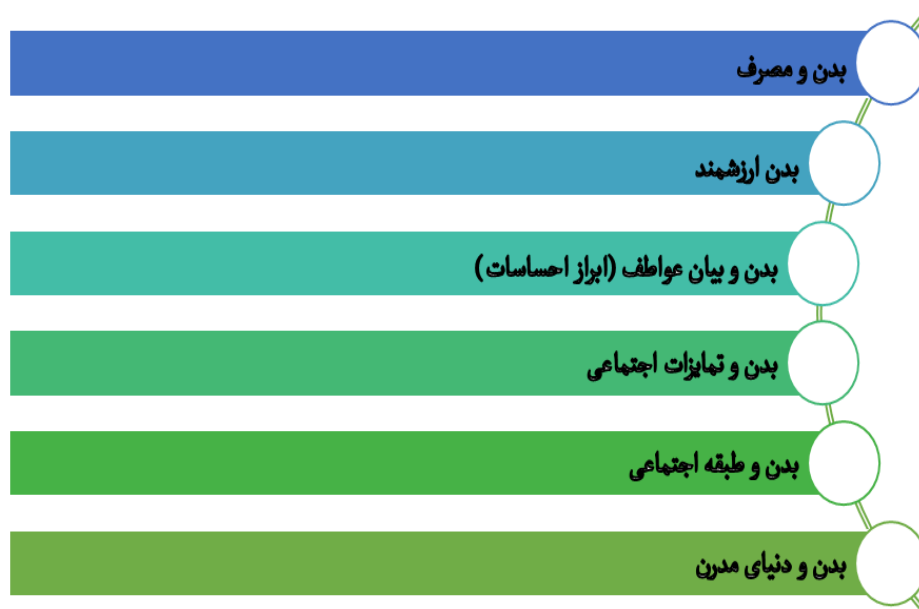 بدن و مصرف
بدن ارزشمند
بدن و بیان عواطف (ابراز احساسات)
بدن و تمایزات اجتماعی
بدن و طبقه اجتماعی
بدن و دنیای مدرن